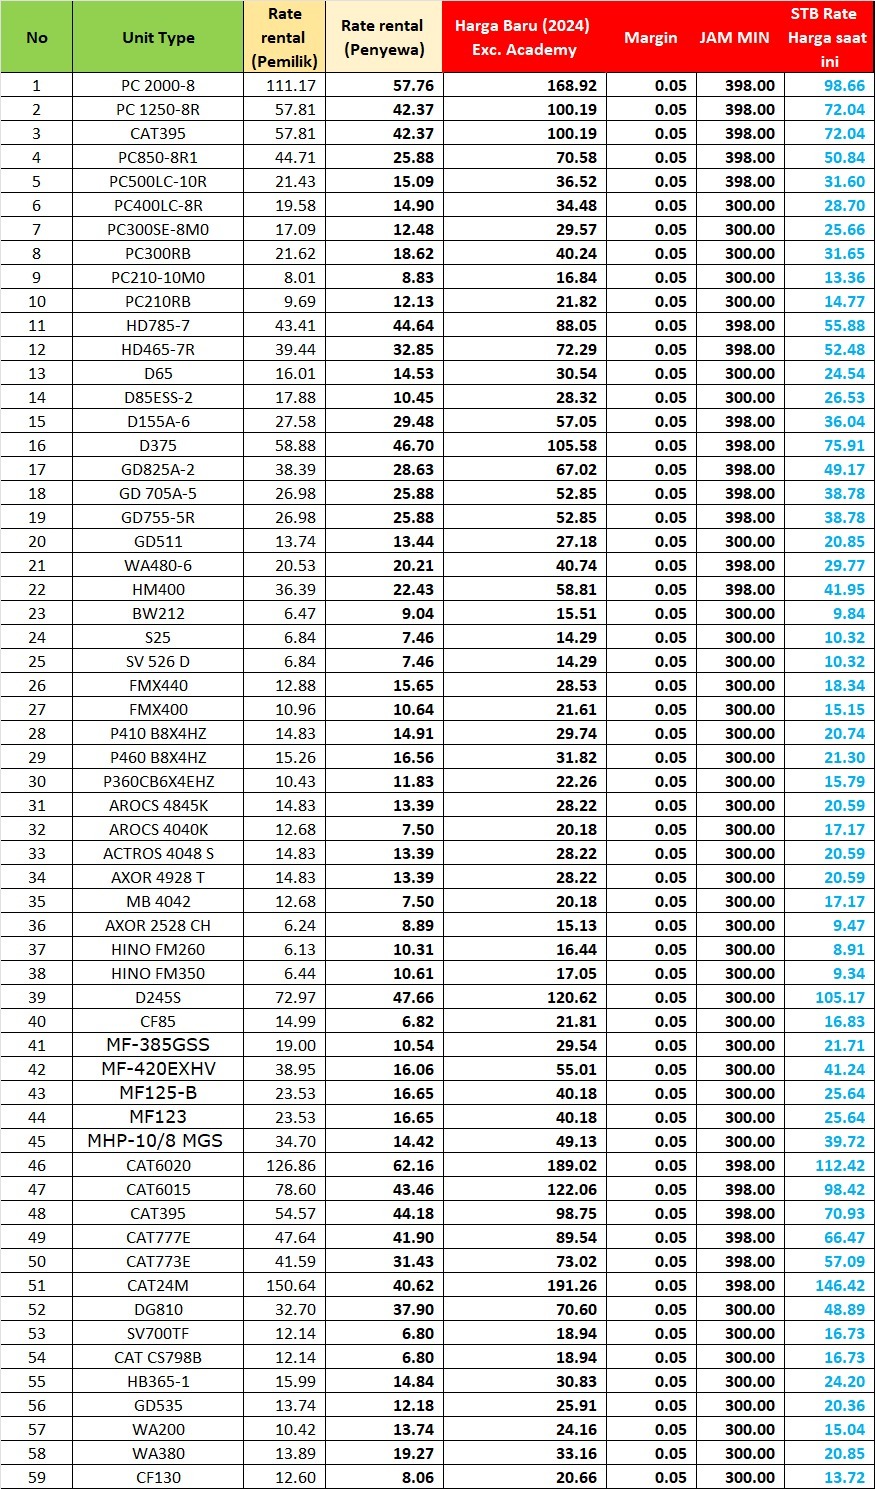 No Unit Type Rate rental (Pemilik) Rate rental (Penyewa) Harga Baru (2024) Exc. Academy Margin JAM MIN STB Rate Harga saat ini
1 PC 2000-8 111.17 57.76 168.92 0.05 398.00 98.66
2 PC 1250-8R 57.81 42.37 100.19 0.05 398.00 72.04
3 CAT395 57.81 42.37 100.19 0.05 398.00 72.04
4 PC850-8R1 44.71 25.88 70.58 0.05 398.00 50.84
5 PC500LC-10R 21.43 15.09 36.52 0.05 398.00 31.60
6 PC400LC-8R 19.58 14.90 34.48 0.05 300.00 28.70
7 PC300SE-8M0 17.09 12.48 29.57 0.05 300.00 25.66
8 PC300RB 21.62 18.62 40.24 0.05 300.00 31.65
9 PC210-10M0 8.01 8.83 16.84 0.05 300.00 13.36
10 PC210RB 9.69 12.13 21.82 0.05 300.00 14.77
11 HD785-7 43.41 44.64 88.05 0.05 398.00 55.88
12 HD465-7R 39.44 32.85 72.29 0.05 398.00 52.48
13 D65 16.01 14.53 30.54 0.05 300.00 24.54
14 D85ESS-2 17.88 10.45 28.32 0.05 300.00 26.53
15 D155A-6 27.58 29.48 57.05 0.05 398.00 36.04
16 D375 58.88 46.70 105.58 0.05 398.00 75.91
17 GD825A-2 38.39 28.63 67.02 0.05 398.00 49.17
18 GD 705A-5 26.98 25.88 52.85 0.05 398.00 38.78
19 GD755-5R 26.98 25.88 52.85 0.05 398.00 38.78
20 GD511 13.74 13.44 27.18 0.05 300.00 20.85
21 WA480-6 20.53 20.21 40.74 0.05 398.00 29.77
22 HM400 36.39 22.43 58.81 0.05 398.00 41.95
23 BW212 6.47 9.04 15.51 0.05 300.00 9.84
24 S25 6.84 7.46 14.29 0.05 300.00 10.32
25 SV 526 D 6.84 7.46 14.29 0.05 300.00 10.32
26 FMX440 12.88 15.65 28.53 0.05 300.00 18.34
27 FMX400 10.96 10.64 21.61 0.05 300.00 15.15
28 P410 B8X4HZ 14.83 14.91 29.74 0.05 300.00 20.74
29 P460 B8X4HZ 15.26 16.56 31.82 0.05 300.00 21.30
30 P360CB6X4EHZ 10.43 11.83 22.26 0.05 300.00 15.79
31 AROCS 4845K 14.83 13.39 28.22 0.05 300.00 20.59
32 AROCS 4040K 12.68 7.50 20.18 0.05 300.00 17.17
33 ACTROS 4048 S 14.83 13.39 28.22 0.05 300.00 20.59
34 AXOR 4928 T 14.83 13.39 28.22 0.05 300.00 20.59
35 MB 4042 12.68 7.50 20.18 0.05 300.00 17.17
36 AXOR 2528 CH 6.24 8.89 15.13 0.05 300.00 9.47
37 HINO FM260 6.13 10.31 16.44 0.05 300.00 8.91
38 HINO FM350 6.44 10.61 17.05 0.05 300.00 9.34
39 D245S 72.97 47.66 120.62 0.05 300.00 105.17
40 CF85 14.99 6.82 21.81 0.05 300.00 16.83
41 MF-385GSS 19.00 10.54 29.54 0.05 300.00 21.71
42 MF-420EXHV 38.95 16.06 55.01 0.05 300.00 41.24
43 MF125-B 23.53 16.65 40.18 0.05 300.00 25.64
44 MF123 23.53 16.65 40.18 0.05 300.00 25.64
45 MHP-10/8 MGS 34.70 14.42 49.13 0.05 300.00 39.72
46 CAT6020 126.86 62.16 189.02 0.05 398.00 112.42
47 CAT6015 78.60 43.46 122.06 0.05 398.00 98.42
48 CAT395 54.57 44.18 98.75 0.05 398.00 70.93
49 CAT777E 47.64 41.90 89.54 0.05 398.00 66.47
50 CAT773E 41.59 31.43 73.02 0.05 398.00 57.09
51 CAT24M 150.64 40.62 191.26 0.05 398.00 146.42
52 DG810 32.70 37.90 70.60 0.05 300.00 48.89
53 SV700TF 12.14 6.80 18.94 0.05 300.00 16.73
54 CAT CS798B 12.14 6.80 18.94 0.05 300.00 16.73
55 HB365-1 15.99 14.84 30.83 0.05 300.00 24.20
56 GD535 13.74 12.18 25.91 0.05 300.00 20.36
57 WA200 10.42 13.74 24.16 0.05 300.00 15.04
58 WA380 13.89 19.27 33.16 0.05 300.00 20.85
59 CF130 12.60 8.06 20.66 0.05 300.00 13.72